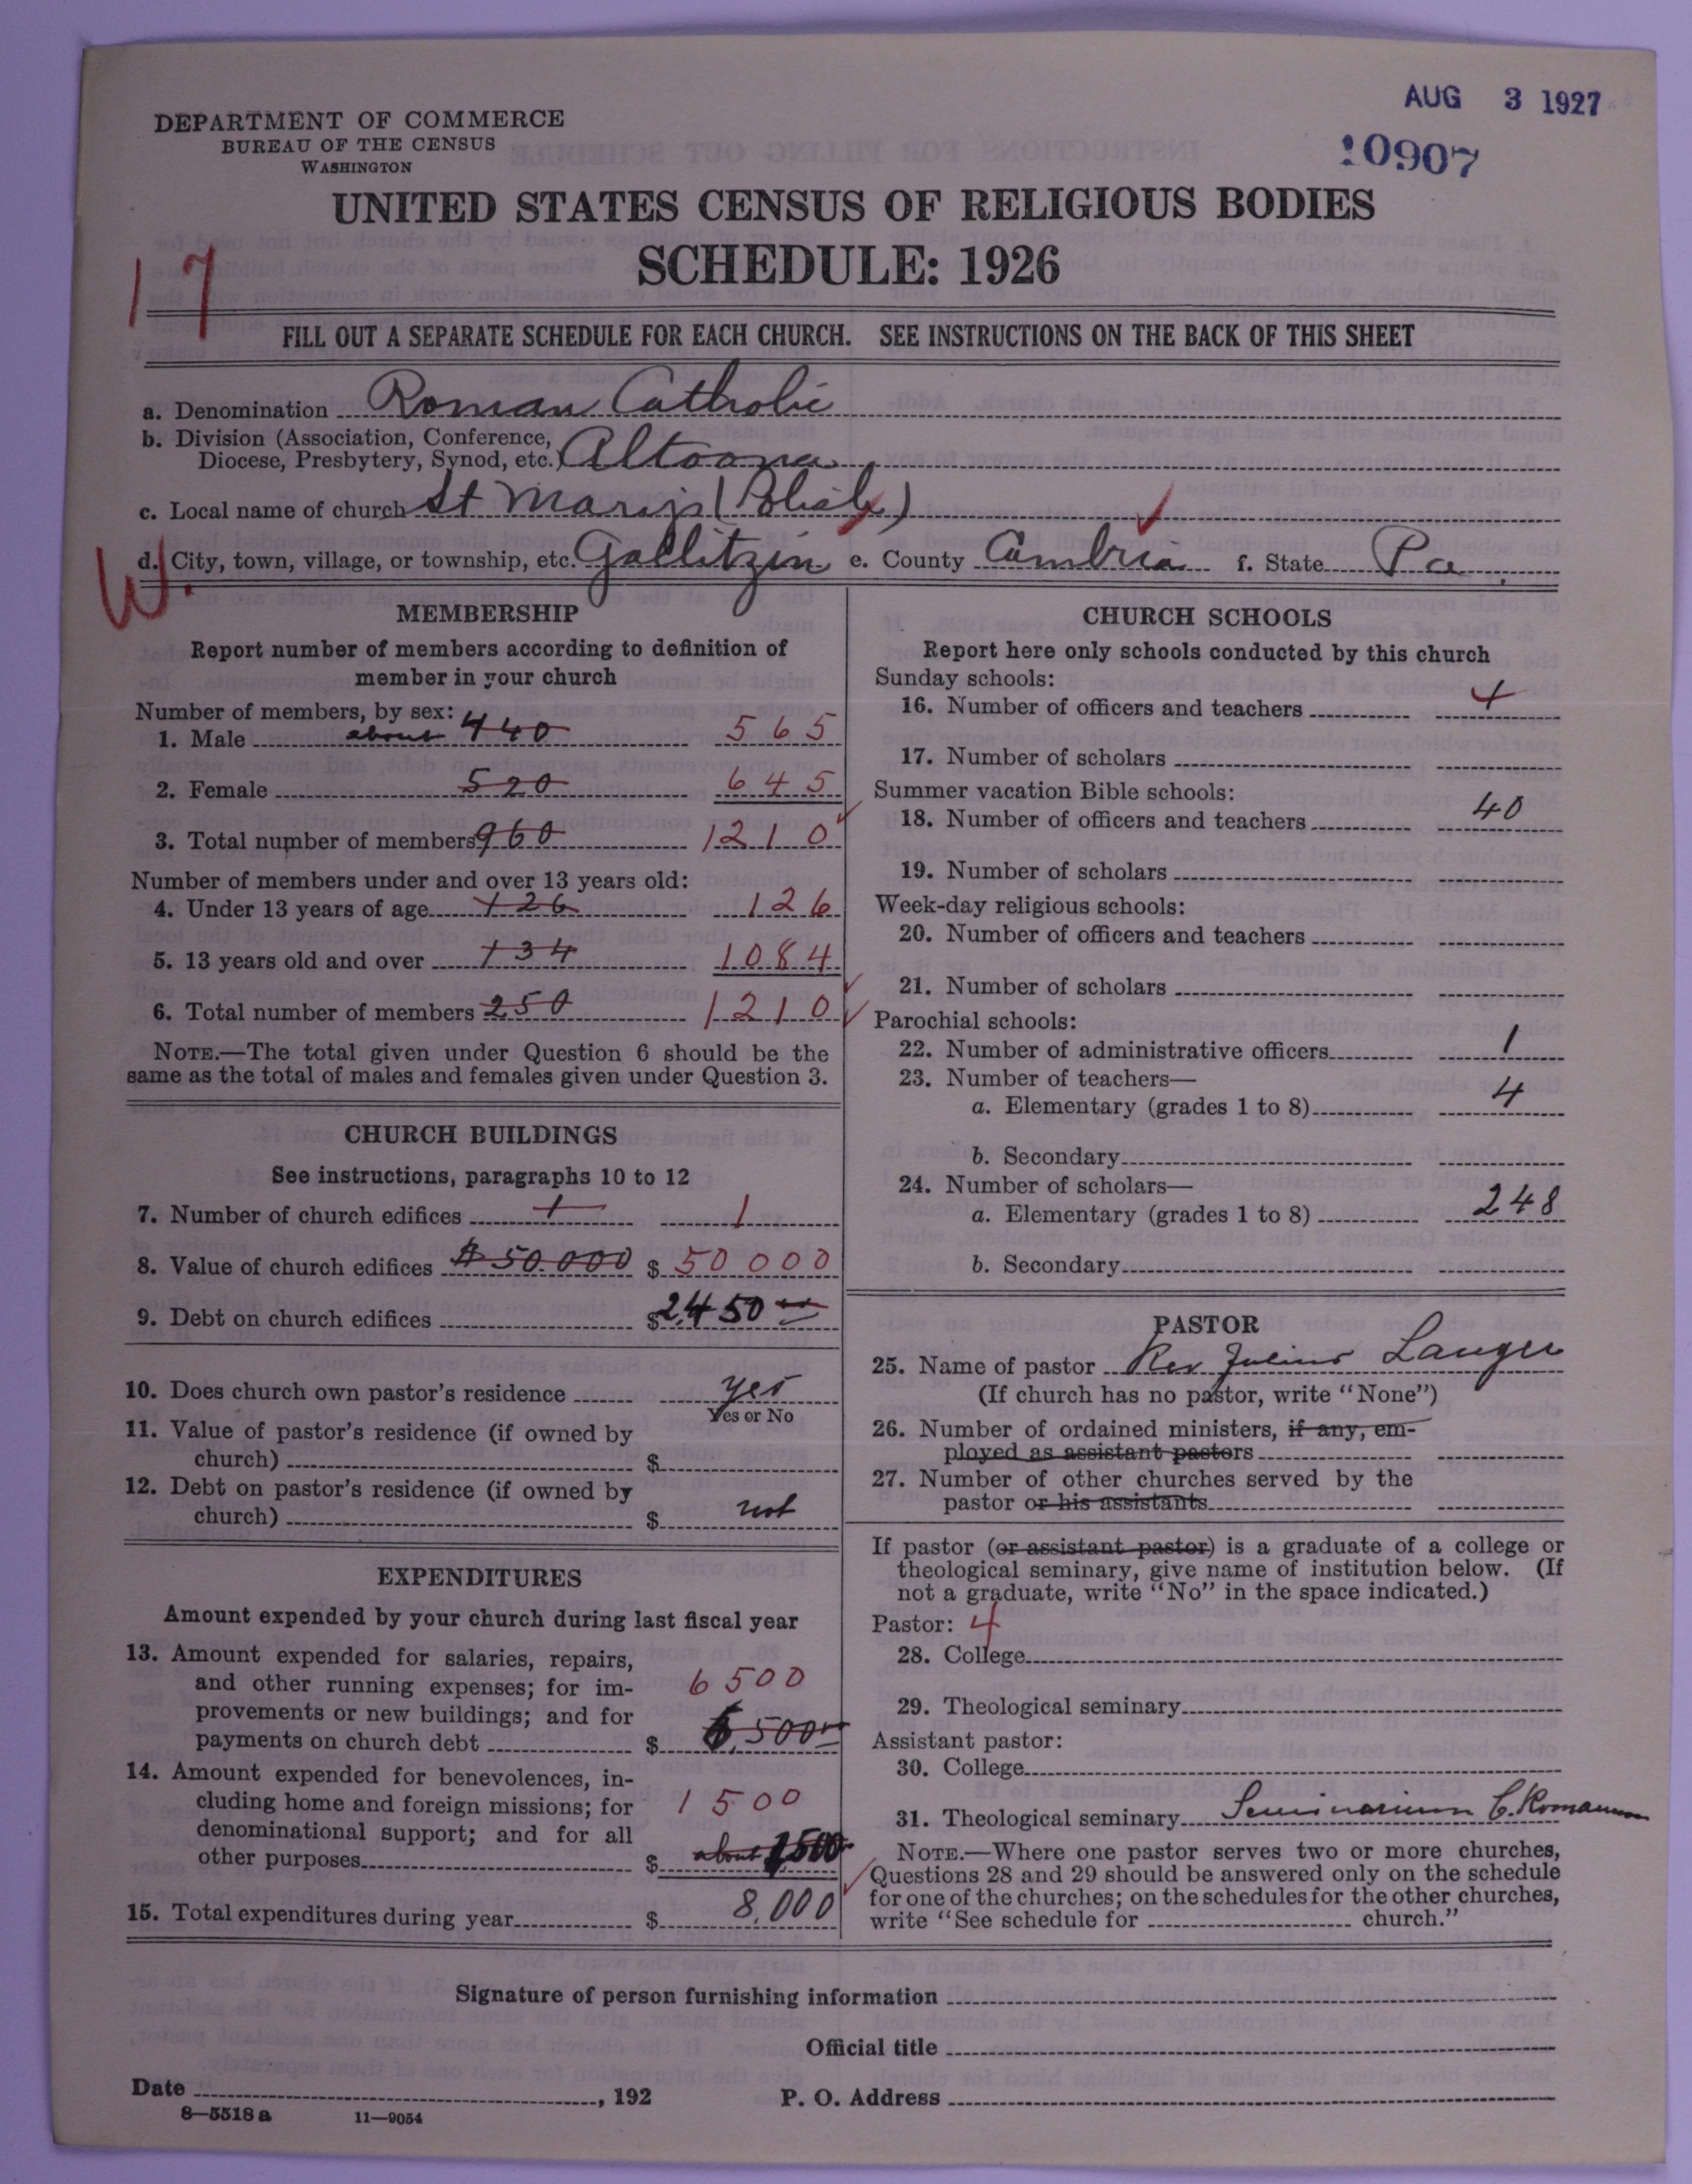 AUG 3 1927
10907
DEPARTMENT OF COMMERCE
BUREAU OF THE CENSUS
WASHINGTON
UNITED STATES CENSUS OF RELIGIOUS BODIES
SCHEDULE: 1926
17
FILL OUT A SEPARATE SCHEDULE FOR EACH CHURCH. SEE INSTRUCTIONS ON THE BACK OF THIS SHEET
a. Denomination Roman Catholic
b. Division (Association, Conference,
Diocese, Presbytery, Synod, etc.) Altoona
c. Local name of church St Marys (Polish)
W.
d. City, town, village, or township, etc. Gallitzin e. County Cambria f. State Pa.
MEMBERSHIP
Report number of members according to definition of
member in your church
Number of members, by sex:
1. Male about 440 565
2. Female 520 645
3. Total number of members 960 1210
Number of members under and over 13 years old:
4. Under 13 years of age 126 126
5. 13 years old and over 134 1084
6. Total number of members 250 1210
NOTE.—The total given under Question 6 should be the
same as the total of males and females given under Question 3.
CHURCH BUILDINGS
See instructions, paragraphs 10 to 12
7. Number of church edifices 1 1
8. Value of church edifices $50.000 $ 50000
9. Debt on church edifices $ 2,450
10. Does church own pastor's residence yes
Yes or No
11. Value of pastor's residence (if owned by
church) $
12. Debt on pastor's residence (if owned by
church) $ not
EXPENDITURES
Amount expended by your church during last fiscal year
13. Amount expended for salaries, repairs,
and other running expenses; for im- 6500
provements or new buildings; and for
payments on church debt $ 6,500
14. Amount expended for benevolences, in-
cluding home and foreign missions; for 1500
denominational support; and for all
other purposes $ about 1500
15. Total expenditures during year $ 8,000
CHURCH SCHOOLS
Report here only schools conducted by this church
Sunday schools:
16. Number of officers and teachers 4
17. Number of scholars
Summer vacation Bible schools:
18. Number of officers and teachers 40
19. Number of scholars
Week-day religious schools:
20. Number of officers and teachers
21. Number of scholars
Parochial schools:
22. Number of administrative officers 1
23. Number of teachers—
a. Elementary (grades 1 to 8) 4
b. Secondary
24. Number of scholars—
a. Elementary (grades 1 to 8) 248
b. Secondary
PASTOR
25. Name of pastor Rev Julius Langer
(If church has no pastor, write "None")
26. Number of ordained ministers, if any, em-
ployed as assistant pastors
27. Number of other churches served by the
pastor or his assistants
If pastor (or assistant pastor) is a graduate of a college or
theological seminary, give name of institution below. (If
not a graduate, write "No" in the space indicated.)
Pastor: 4
28. College
29. Theological seminary
Assistant pastor:
30. College
31. Theological seminary Seminarium C. Romanum
NOTE.—Where one pastor serves two or more churches,
Questions 28 and 29 should be answered only on the schedule
for one of the churches; on the schedules for the other churches,
write "See schedule for church."
Signature of person furnishing information
Official title
Date , 192 P. O. Address
8—5518 a 11—9054